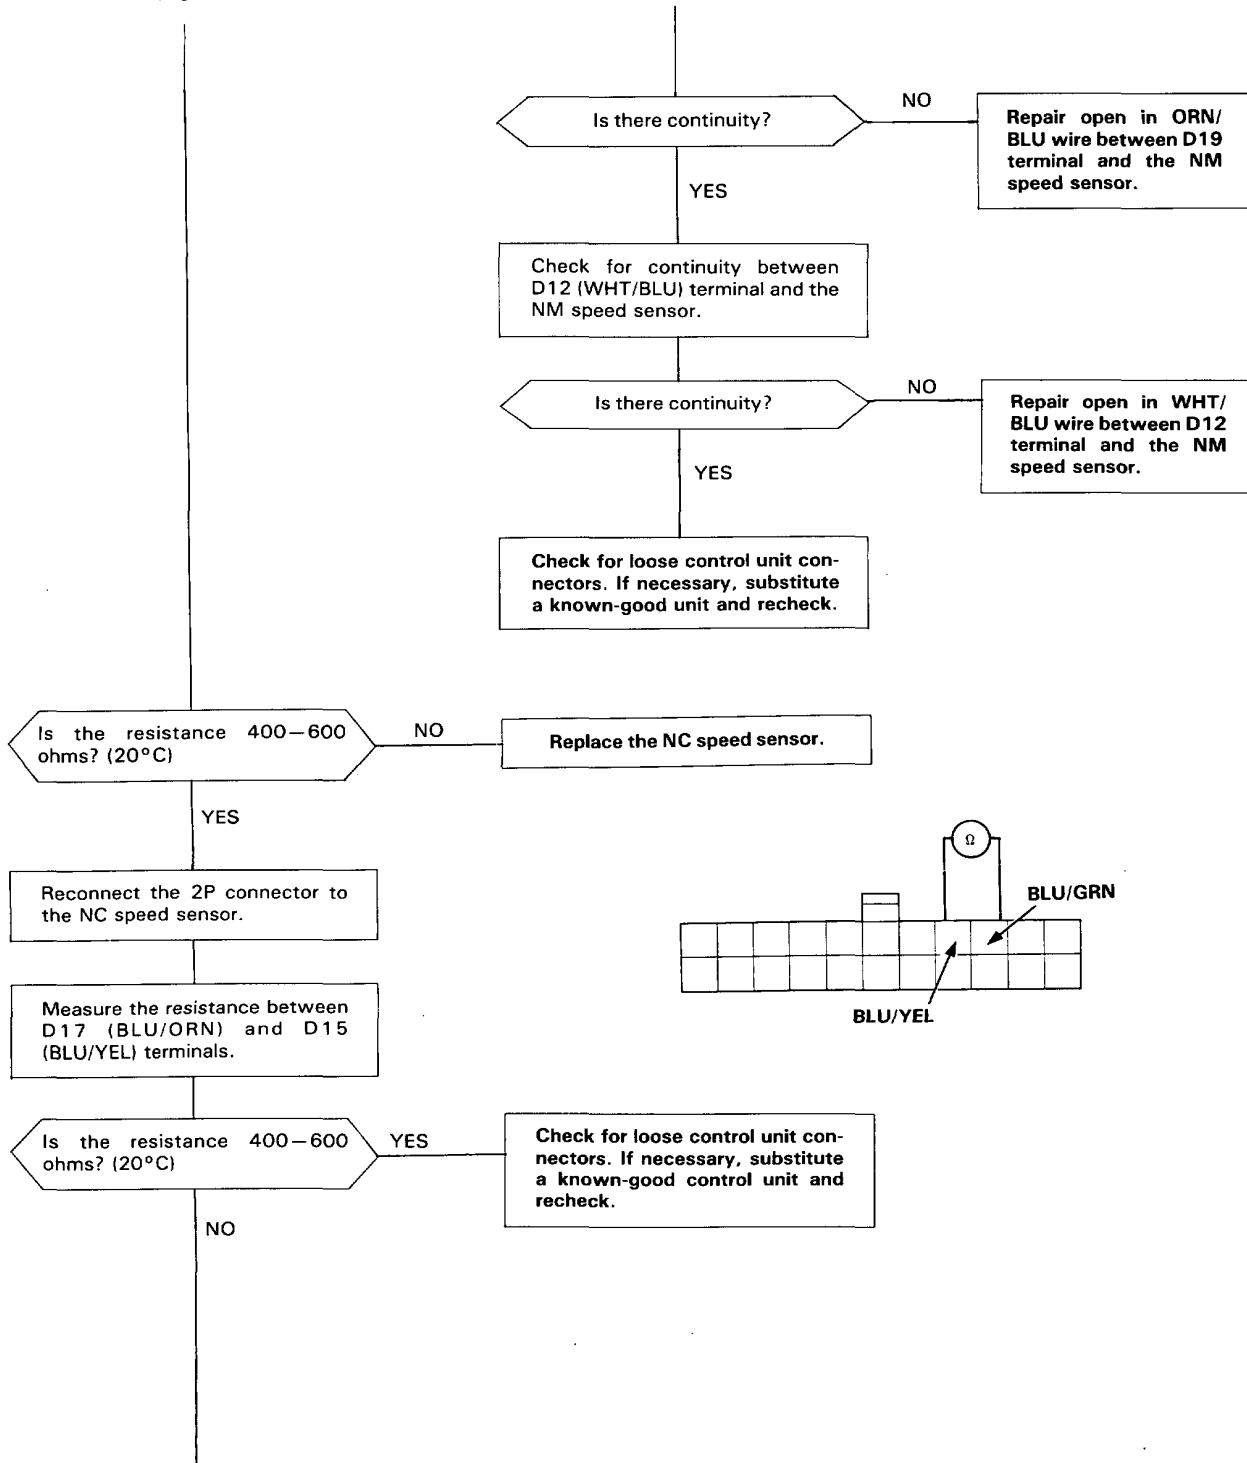 Is there continuity?
NO
Repair open in ORN/
BLU wire between D19
terminal and the NM
speed sensor.
YES
Check for continuity between
D12 (WHT/BLU) terminal and the
NM speed sensor.
Is there continuity?
NO
Repair open in WHT/
BLU wire between D12
terminal and the NM
speed sensor.
YES
Check for loose control unit con-
nectors. If necessary, substitute
a known-good unit and recheck.
Is the resistance 400—600
ohms? (20°C)
NO
Replace the NC speed sensor.
YES
Reconnect the 2P connector to
the NC speed sensor.
Ω
BLU/GRN
BLU/YEL
Measure the resistance between
D17 (BLU/ORN) and D15
(BLU/YEL) terminals.
Is the resistance 400—600
ohms? (20°C)
YES
Check for loose control unit con-
nectors. If necessary, substitute
a known-good control unit and
recheck.
NO